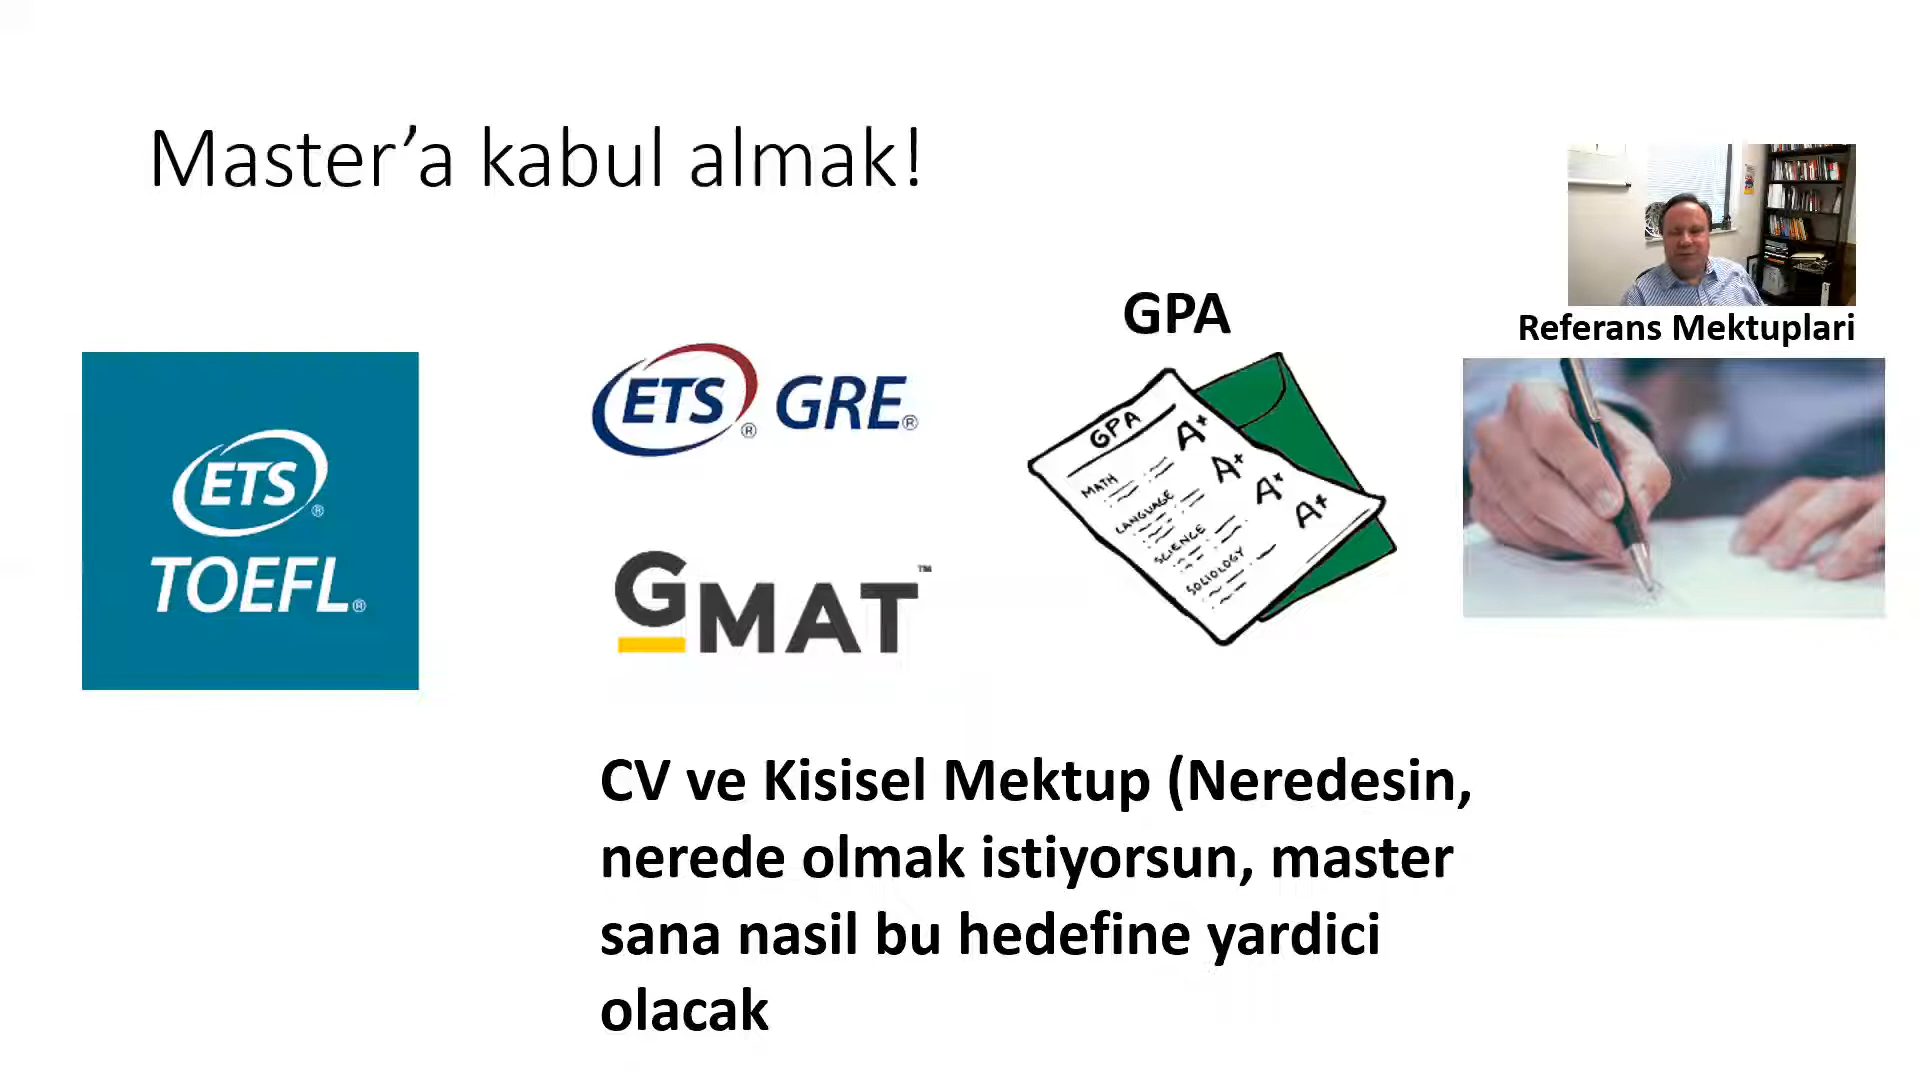 Master’a kabul almak!
ETS®
TOEFL®
ETS® GRE®
GMAT™
GPA
GPA
MATH
LANGUAGE
SCIENCE
SOCIOLOGY
A+
A+
A+
A+
Referans Mektuplari
CV ve Kisisel Mektup (Neredesin,
nerede olmak istiyorsun, master
sana nasil bu hedefine yardici
olacak